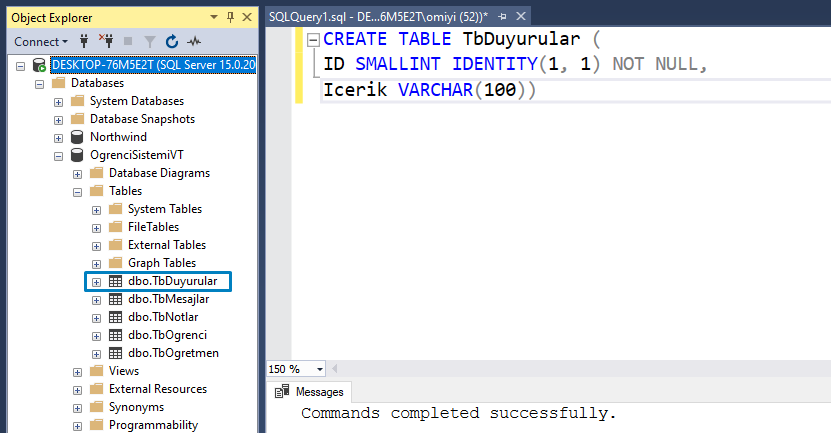 Object Explorer
Connect
DESKTOP-76M5E2T (SQL Server 15.0.20
Databases
System Databases
Database Snapshots
Northwind
OgrenciSistemiVT
Database Diagrams
Tables
System Tables
FileTables
External Tables
Graph Tables
dbo.TbDuyurular
dbo.TbMesajlar
dbo.TbNotlar
dbo.TbOgrenci
dbo.TbOgretmen
Views
External Resources
Synonyms
Programmability
SQLQuery1.sql - DE...6M5E2T\omiyi (52))*
CREATE TABLE TbDuyurular (
ID SMALLINT IDENTITY(1, 1) NOT NULL,
Icerik VARCHAR(100))
150 %
Messages
Commands completed successfully.